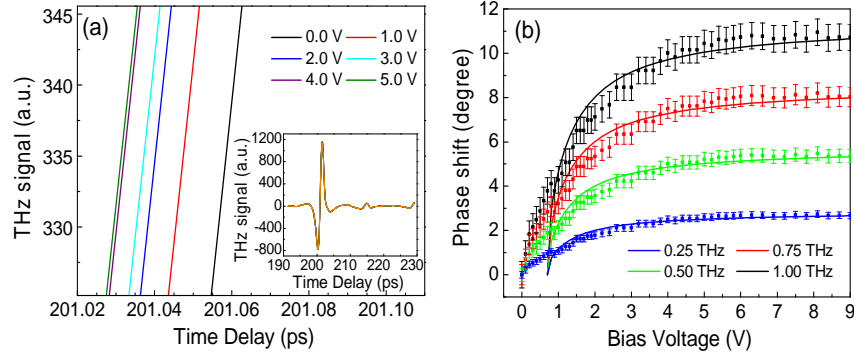 (a)
0.0 V 1.0 V
2.0 V 3.0 V
4.0 V 5.0 V
THz signal (a.u.)
345
340
335
330
201.02 201.04 201.06 201.08 201.10
Time Delay (ps)
THz signal (a.u.)
1200
800
400
0
-400
-800
190 200 210 220 230
Time Delay (ps)
(b)
Phase shift (degree)
12
10
8
6
4
2
0
0.25 THz 0.75 THz
0.50 THz 1.00 THz
0 1 2 3 4 5 6 7 8 9
Bias Voltage (V)